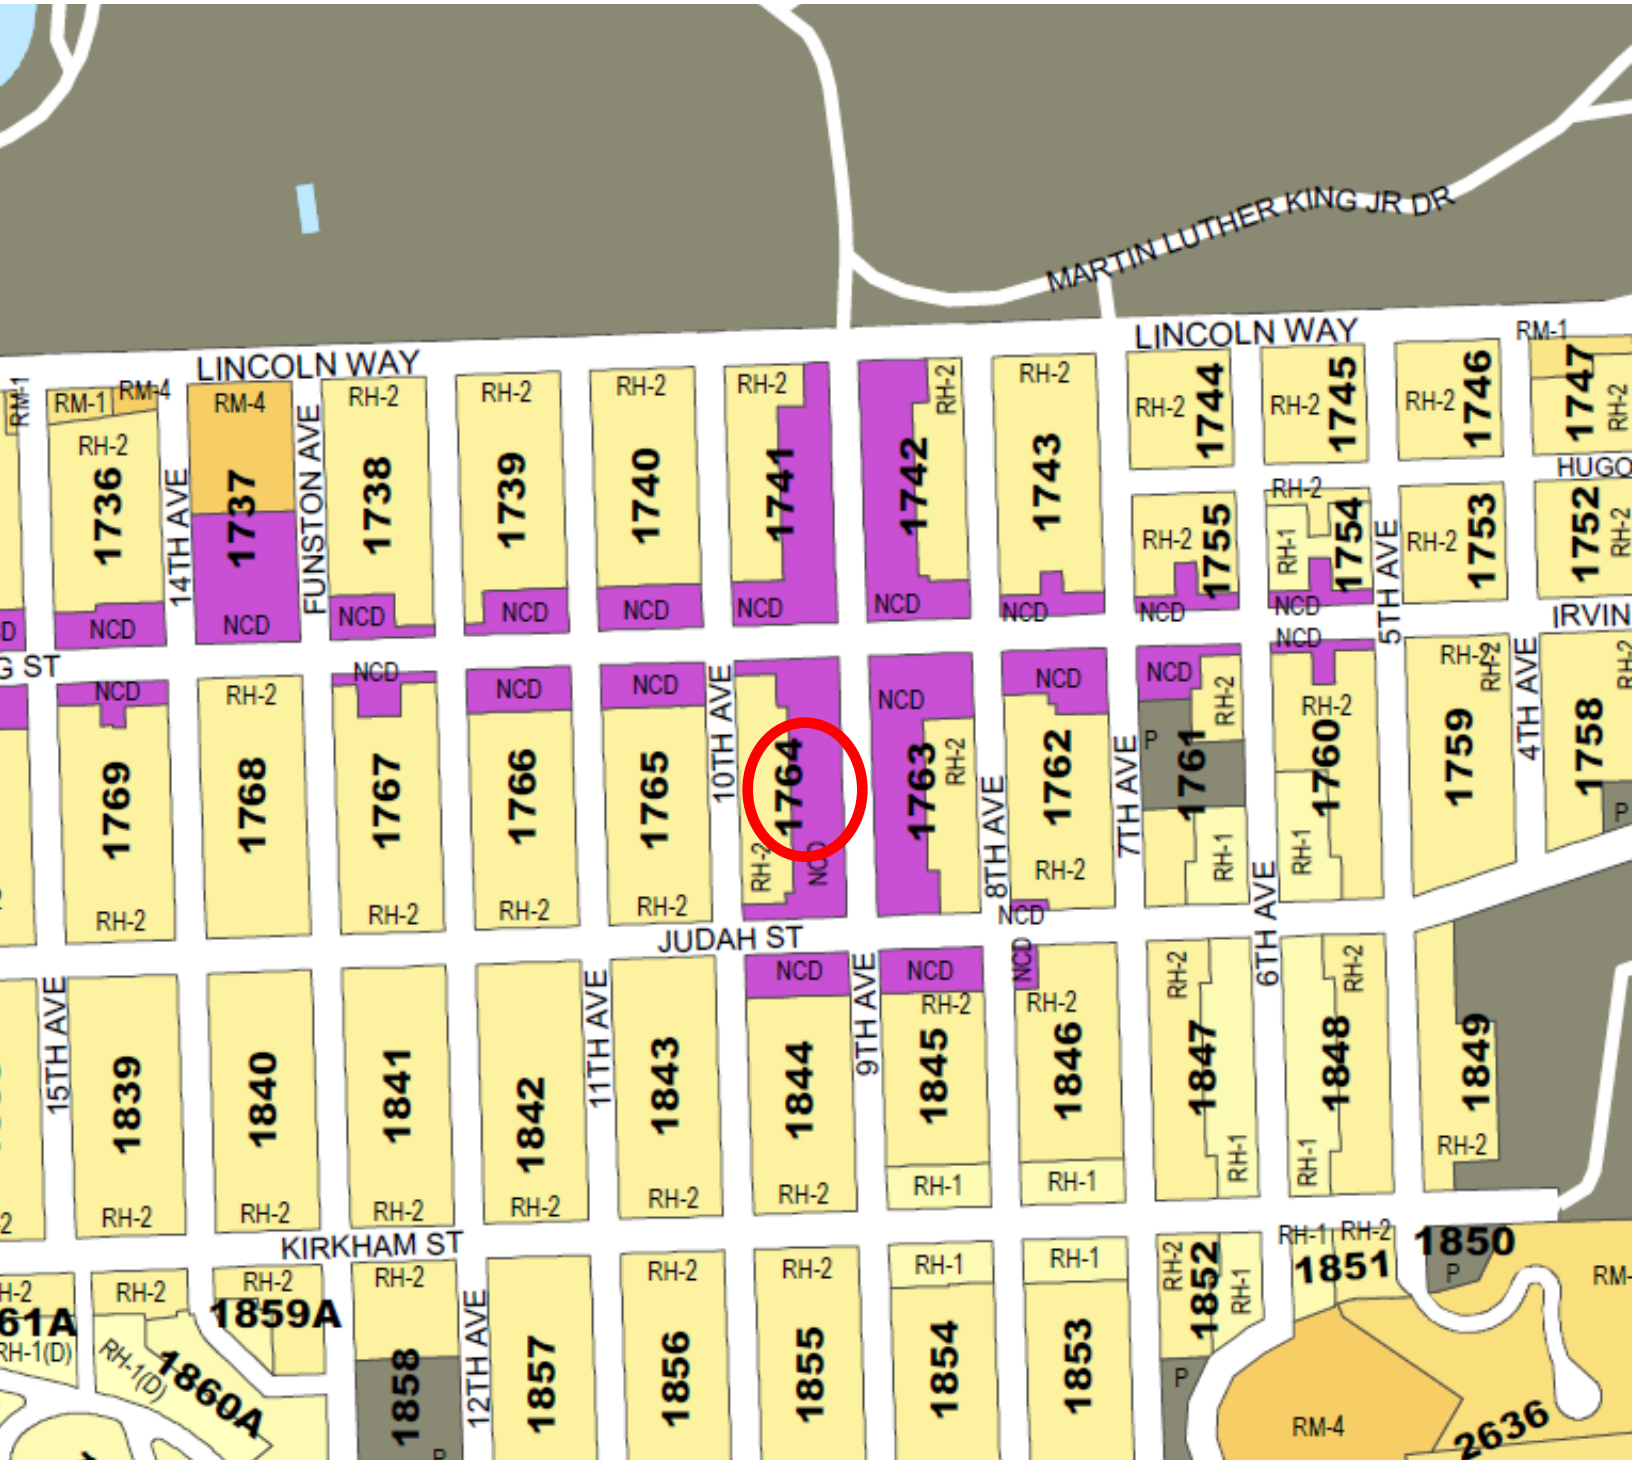 MARTIN LUTHER KING JR DR
LINCOLN WAY
LINCOLN WAY
RM-1
RM-1
RM-1
RM-4
RH-2
1736
NCD
14TH AVE
RM-4
1737
NCD
FUNSTON AVE
RH-2
1738
NCD
RH-2
1739
NCD
RH-2
1740
NCD
RH-2
1741
NCD
1742
RH-2
NCD
RH-2
1743
NCD
RH-2
1744
RH-2
1745
RH-2
1746
1747
RH-2
HUGO
RH-2
1755
NCD
RH-2
RH-1
1754
NCD
5TH AVE
RH-2
1753
1752
RH-2
IRVIN
G ST
NCD
1769
RH-2
RH-2
1768
NCD
1767
RH-2
NCD
1766
RH-2
NCD
1765
RH-2
10TH AVE
1764
RH-2
NCD
NCD
1763
RH-2
8TH AVE
NCD
1762
RH-2
NCD
7TH AVE
NCD
RH-2
P
1761
RH-1
6TH AVE
NCD
RH-2
1760
RH-1
RH-2
RH-2
1759
4TH AVE
RH-2
1758
P
JUDAH ST
15TH AVE
1839
RH-2
1840
RH-2
1841
RH-2
1842
RH-2
11TH AVE
1843
RH-2
NCD
1844
RH-2
9TH AVE
NCD
RH-2
1845
RH-1
NCD
RH-2
1846
RH-1
RH-2
1847
RH-1
RH-2
1848
RH-1
1849
RH-2
KIRKHAM ST
H-2
61A
RH-1(D)
RH-2
RH-1(D)
1860A
RH-2
1859A
RH-2
1858
P
12TH AVE
1857
RH-2
1856
RH-2
1855
RH-1
1854
RH-1
1853
RH-2
1852
RH-1
P
RH-1
RH-2
1851
1850
P
RM-
RM-4
2636